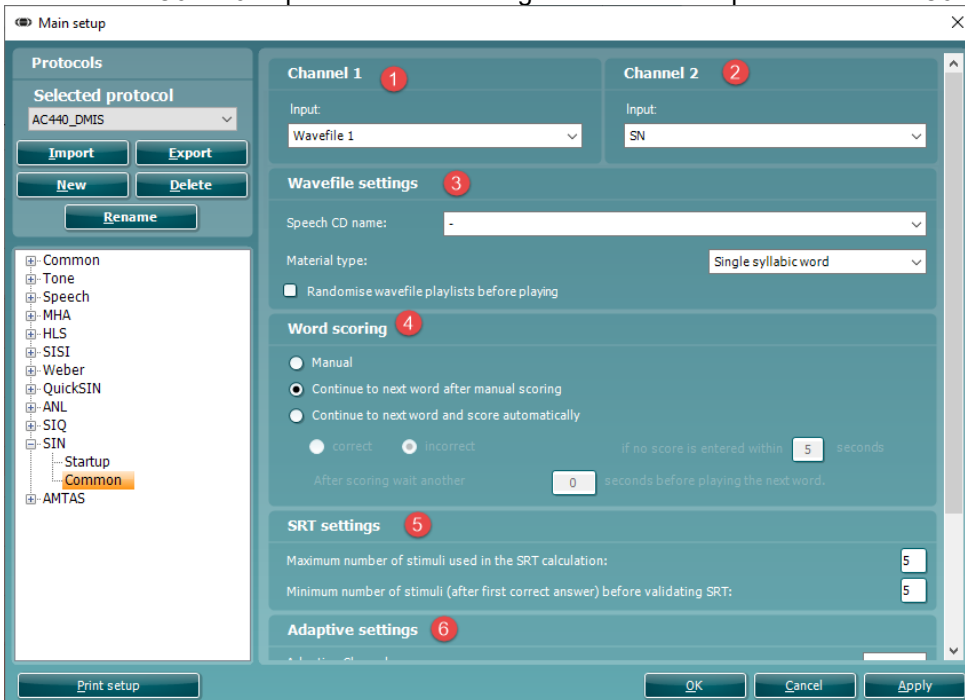 Main setup
Protocols
Selected protocol
AC440_DMIS
Import Export
New Delete
Rename
Common
Tone
Speech
MHA
HLS
SISI
Weber
QuickSIN
ANL
SIQ
SIN
Startup
Common
AMTAS
Channel 1 1
Input:
Wavefile 1
Channel 2 2
Input:
SN
Wavefile settings 3
Speech CD name: -
Material type: Single syllabic word
Randomise wavefile playlists before playing
Word scoring 4
Manual
Continue to next word after manual scoring
Continue to next word and score automatically
correct incorrect if no score is entered within 5 seconds
After scoring wait another 0 seconds before playing the next word.
SRT settings 5
Maximum number of stimuli used in the SRT calculation: 5
Minimum number of stimuli (after first correct answer) before validating SRT: 5
Adaptive settings 6
Print setup OK Cancel Apply